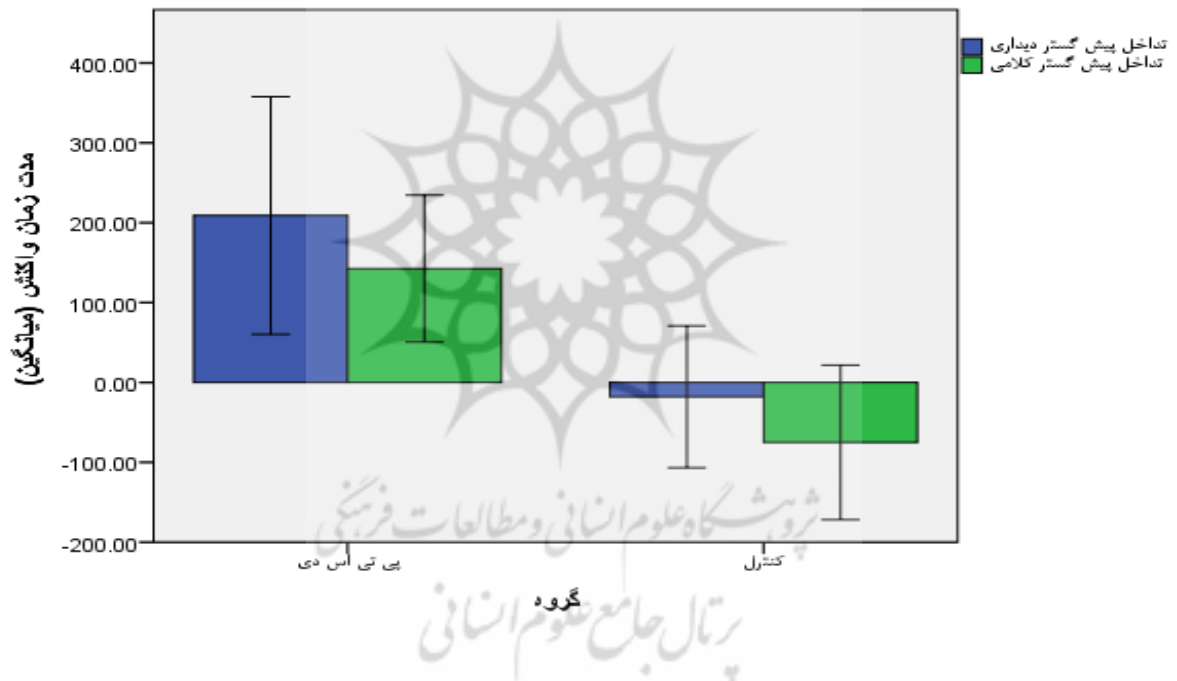 تداخل پیش گستر دیداری
تداخل پیش گستر کلامی
مدت زمان واکنش (میانگین)
400.00
300.00
200.00
100.00
0.00
-100.00
-200.00
پی تی اس دی
کنترل
گروه
پژوهشگاه علوم انسانی و مطالعات فرهنگی
پرتال جامع علوم انسانی